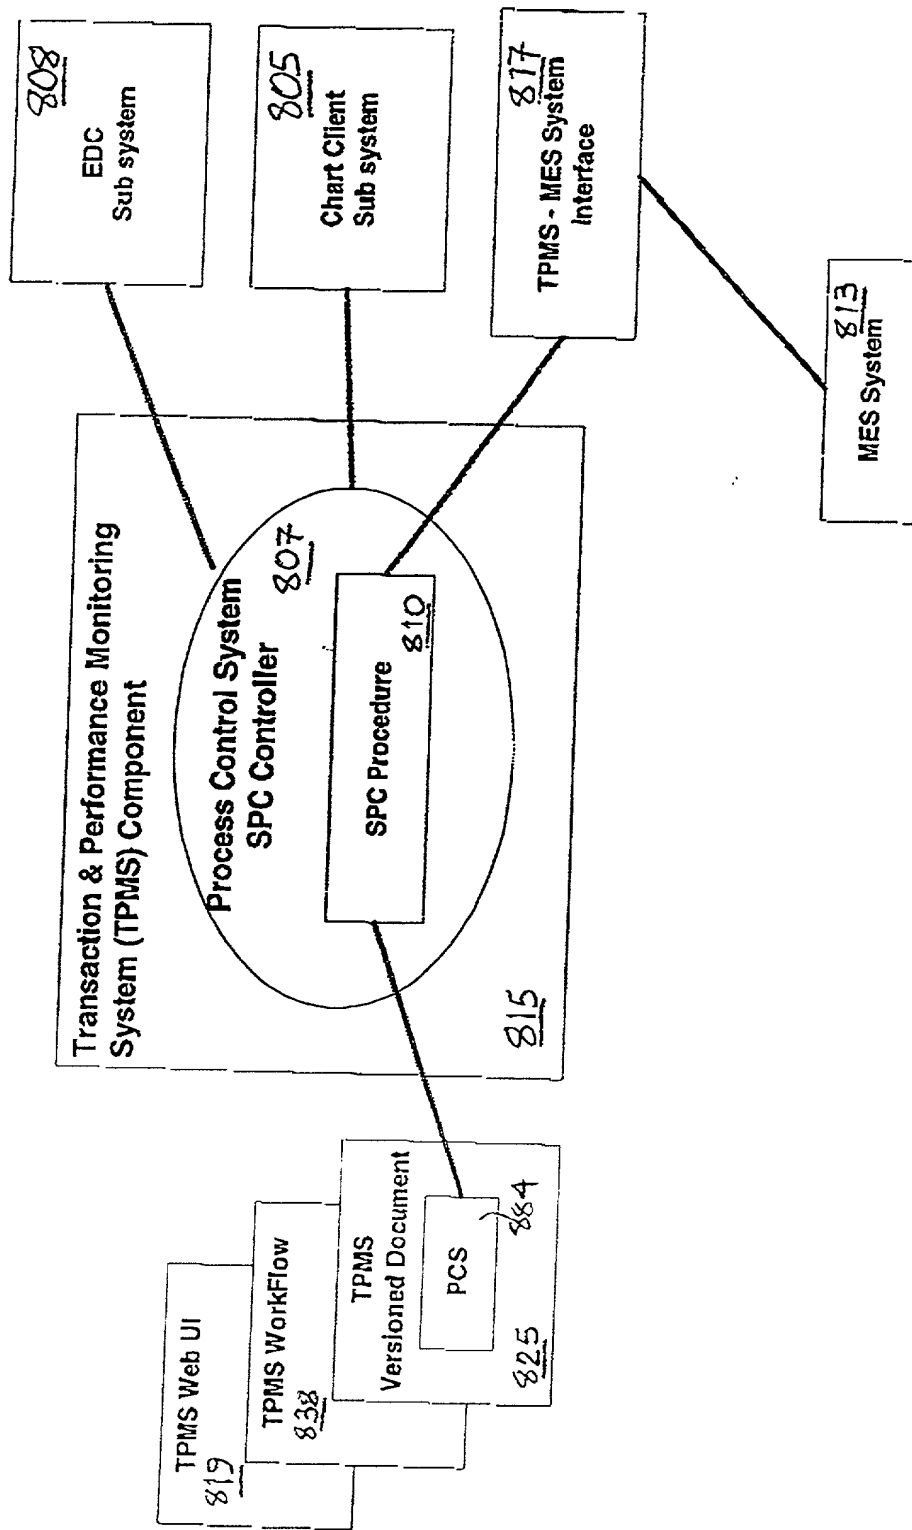 Transaction & Performance Monitoring
System (TPMS) Component
Process Control System
SPC Controller
807
SPC Procedure
810
815
TPMS Web UI
819
TPMS WorkFlow
838
TPMS
Versioned Document
PCS
884
825
808
EDC
Sub system
805
Chart Client
Sub system
817
TPMS - MES System
Interface
813
MES System